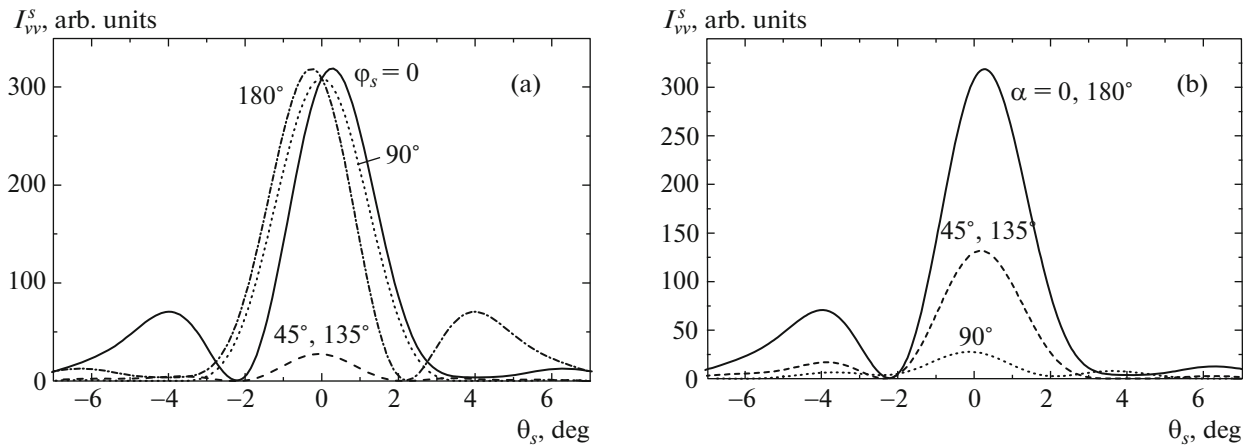 I_vv^s, arb. units
300
200
100
0
−6 −4 −2 0 2 4 6
θ_s, deg
φ_s = 0
(a)
180°
90°
45°, 135°
I_vv^s, arb. units
300
250
200
150
100
50
0
−6 −4 −2 0 2 4 6
θ_s, deg
α = 0, 180°
(b)
45°, 135°
90°